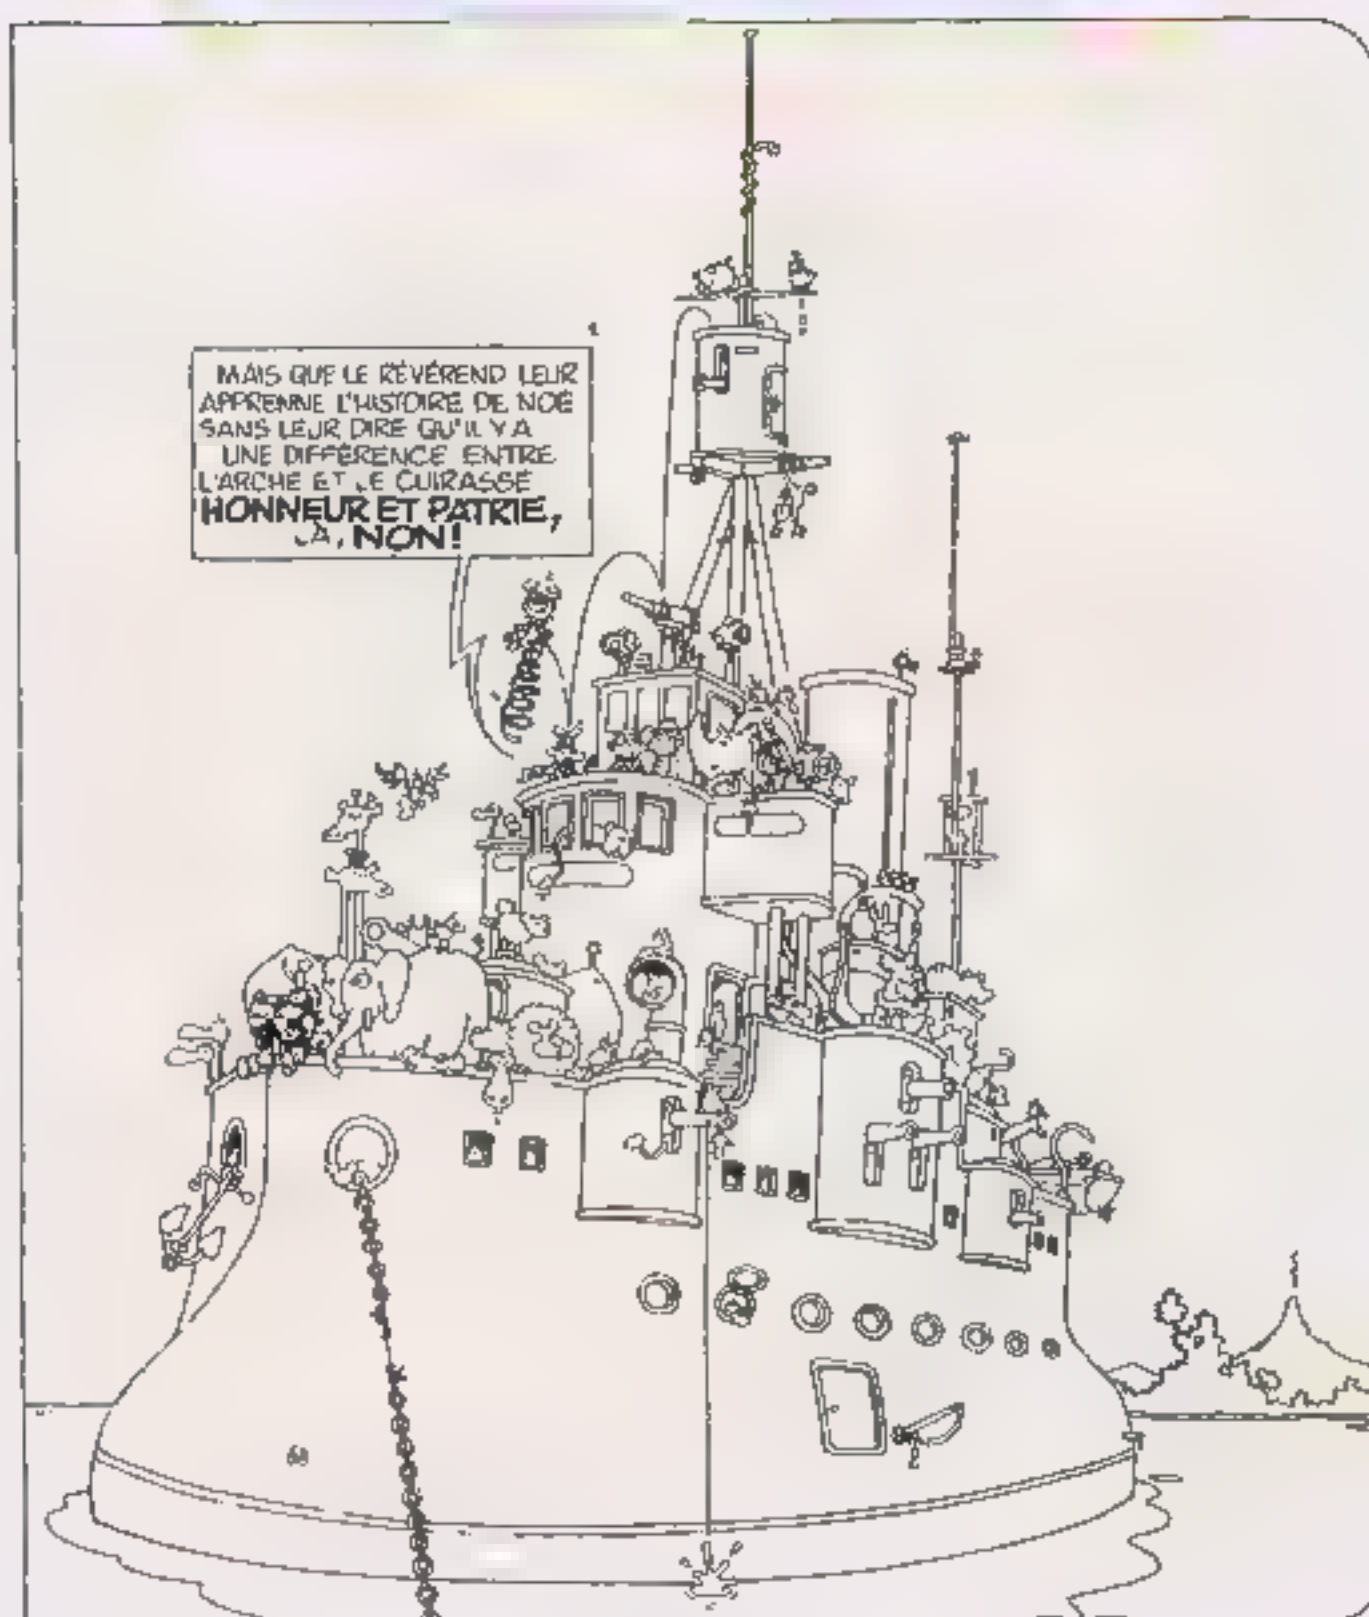 MAIS QUE LE RÉVÉREND LEUR
APPRENNE L'HISTOIRE DE NOÉ
SANS LEUR DIRE QU'IL Y A
UNE DIFFÉRENCE ENTRE
L'ARCHE ET LE CUIRASSÉ
HONNEUR ET PATRIE,
ÇA, NON!